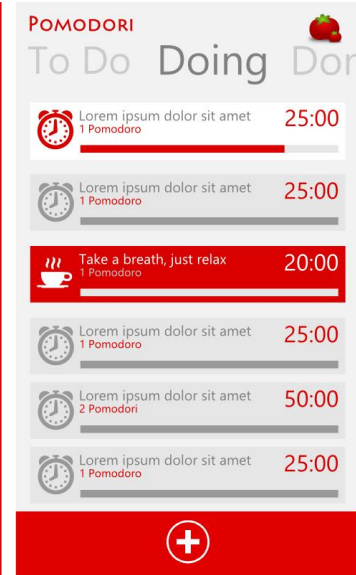 POMODORI
To Do Doing Don
Lorem ipsum dolor sit amet 25:00
1 Pomodoro
Lorem ipsum dolor sit amet 25:00
1 Pomodoro
Take a breath, just relax 20:00
1 Pomodoro
Lorem ipsum dolor sit amet 25:00
1 Pomodoro
Lorem ipsum dolor sit amet 50:00
2 Pomodori
Lorem ipsum dolor sit amet 25:00
1 Pomodoro